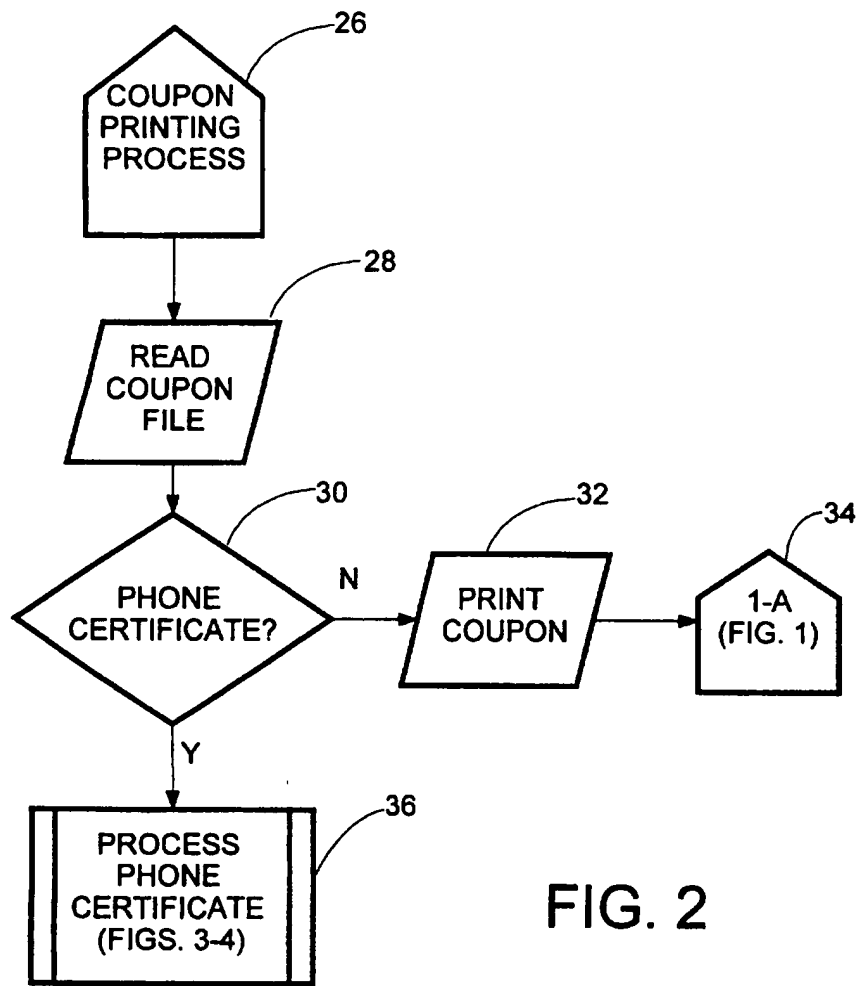 26
COUPON
PRINTING
PROCESS
28
READ
COUPON
FILE
30
PHONE
CERTIFICATE?
N
32
PRINT
COUPON
34
1-A
(FIG. 1)
Y
36
PROCESS
PHONE
CERTIFICATE
(FIGS. 3-4)
FIG. 2